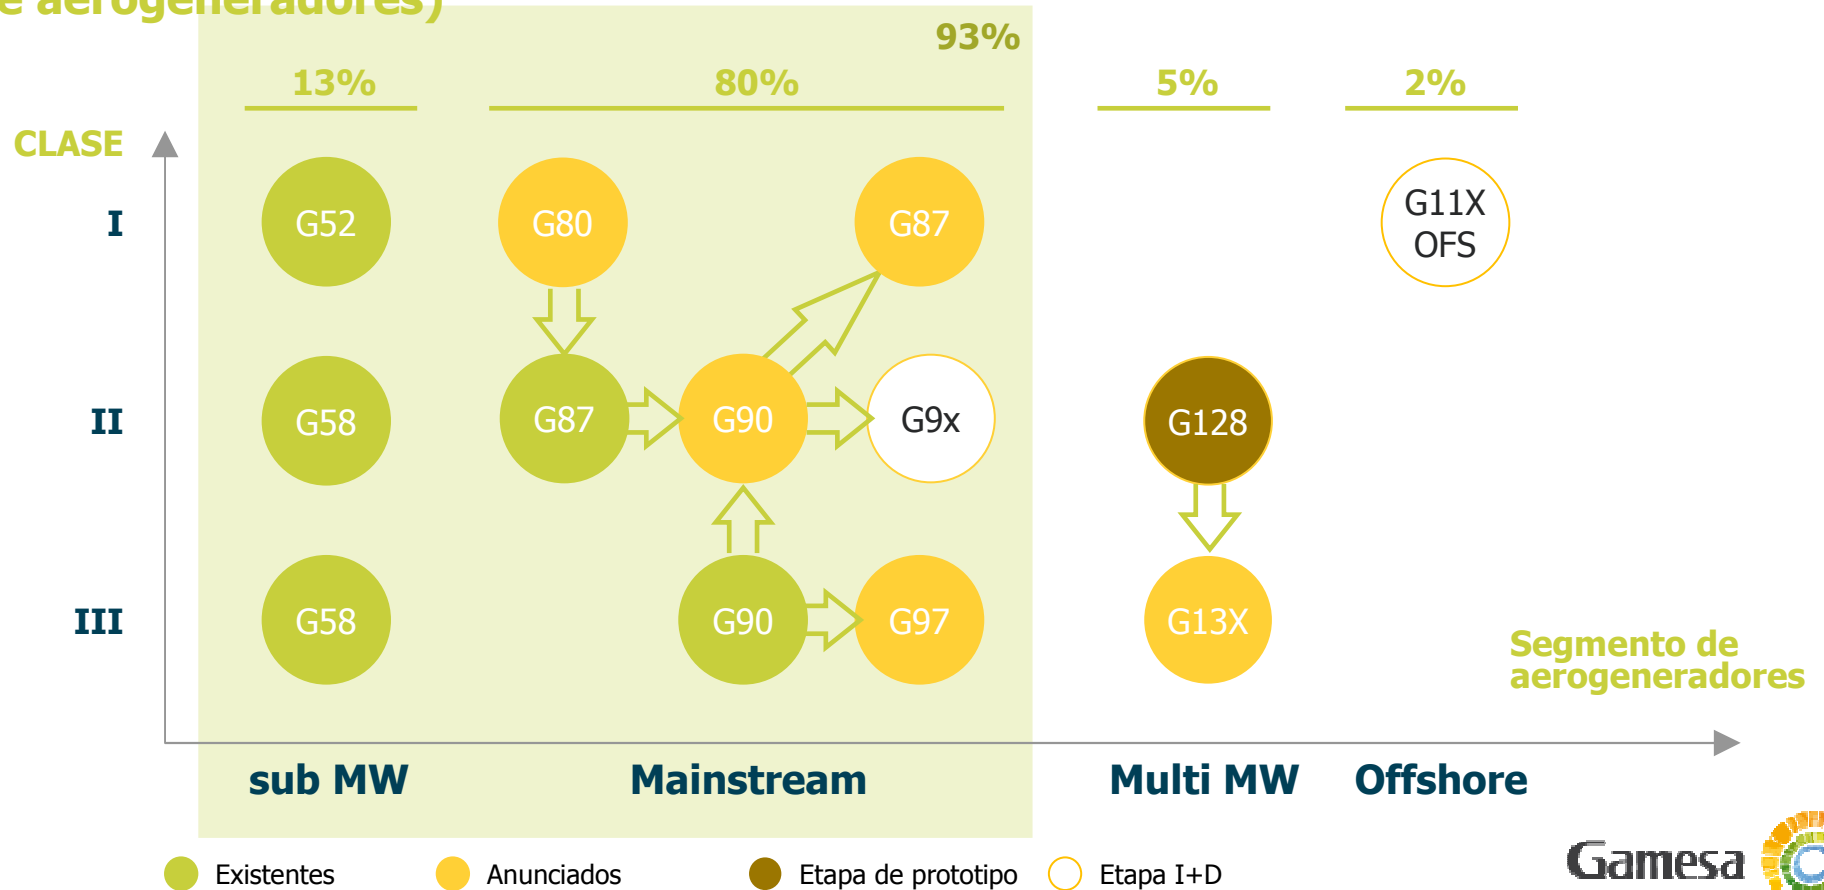 e aerogeneradores)
93%
13% 80% 5% 2%
CLASE
I G52 G80 G87 G11X
OFS
II G58 G87 G90 G9x G128
III G58 G90 G97 G13X
Segmento de
aerogeneradores
sub MW Mainstream Multi MW Offshore
Existentes Anunciados Etapa de prototipo Etapa I+D
Gamesa